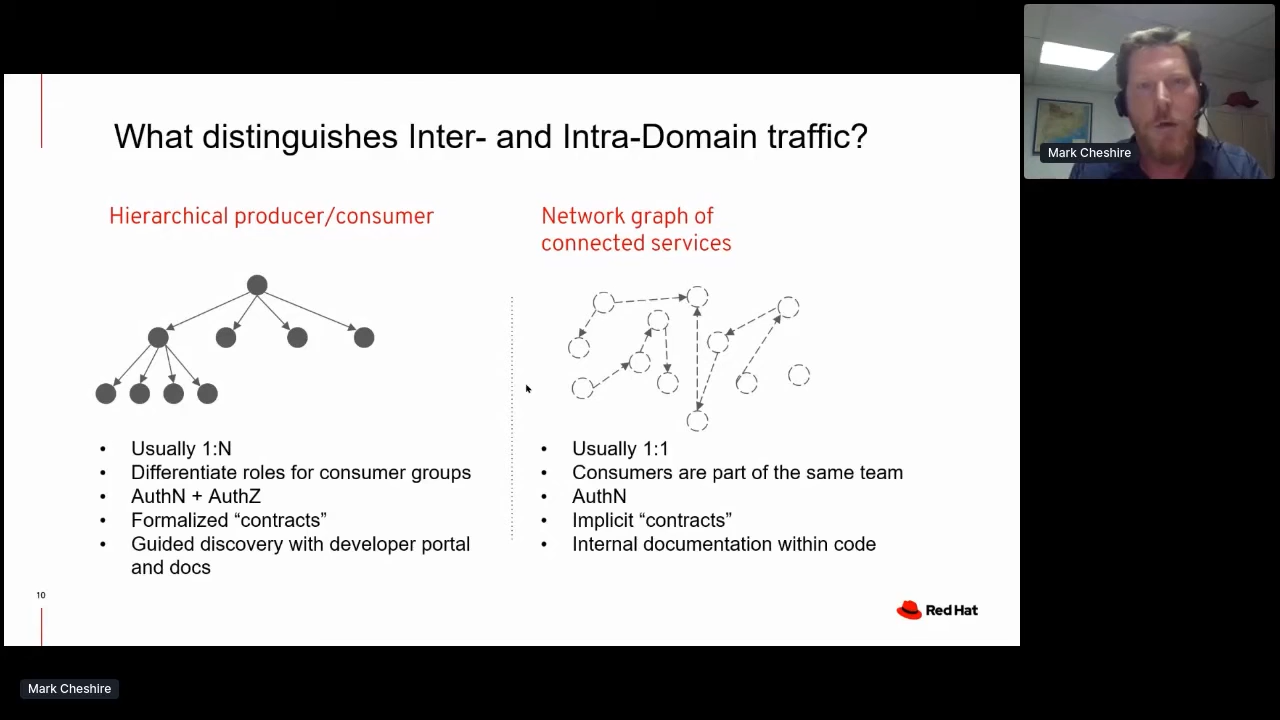 What distinguishes Inter- and Intra-Domain traffic?
Hierarchical producer/consumer
• Usually 1:N
• Differentiate roles for consumer groups
• AuthN + AuthZ
• Formalized “contracts”
• Guided discovery with developer portal
and docs
Network graph of
connected services
• Usually 1:1
• Consumers are part of the same team
• AuthN
• Implicit “contracts”
• Internal documentation within code
10
Red Hat
Mark Cheshire
Mark Cheshire